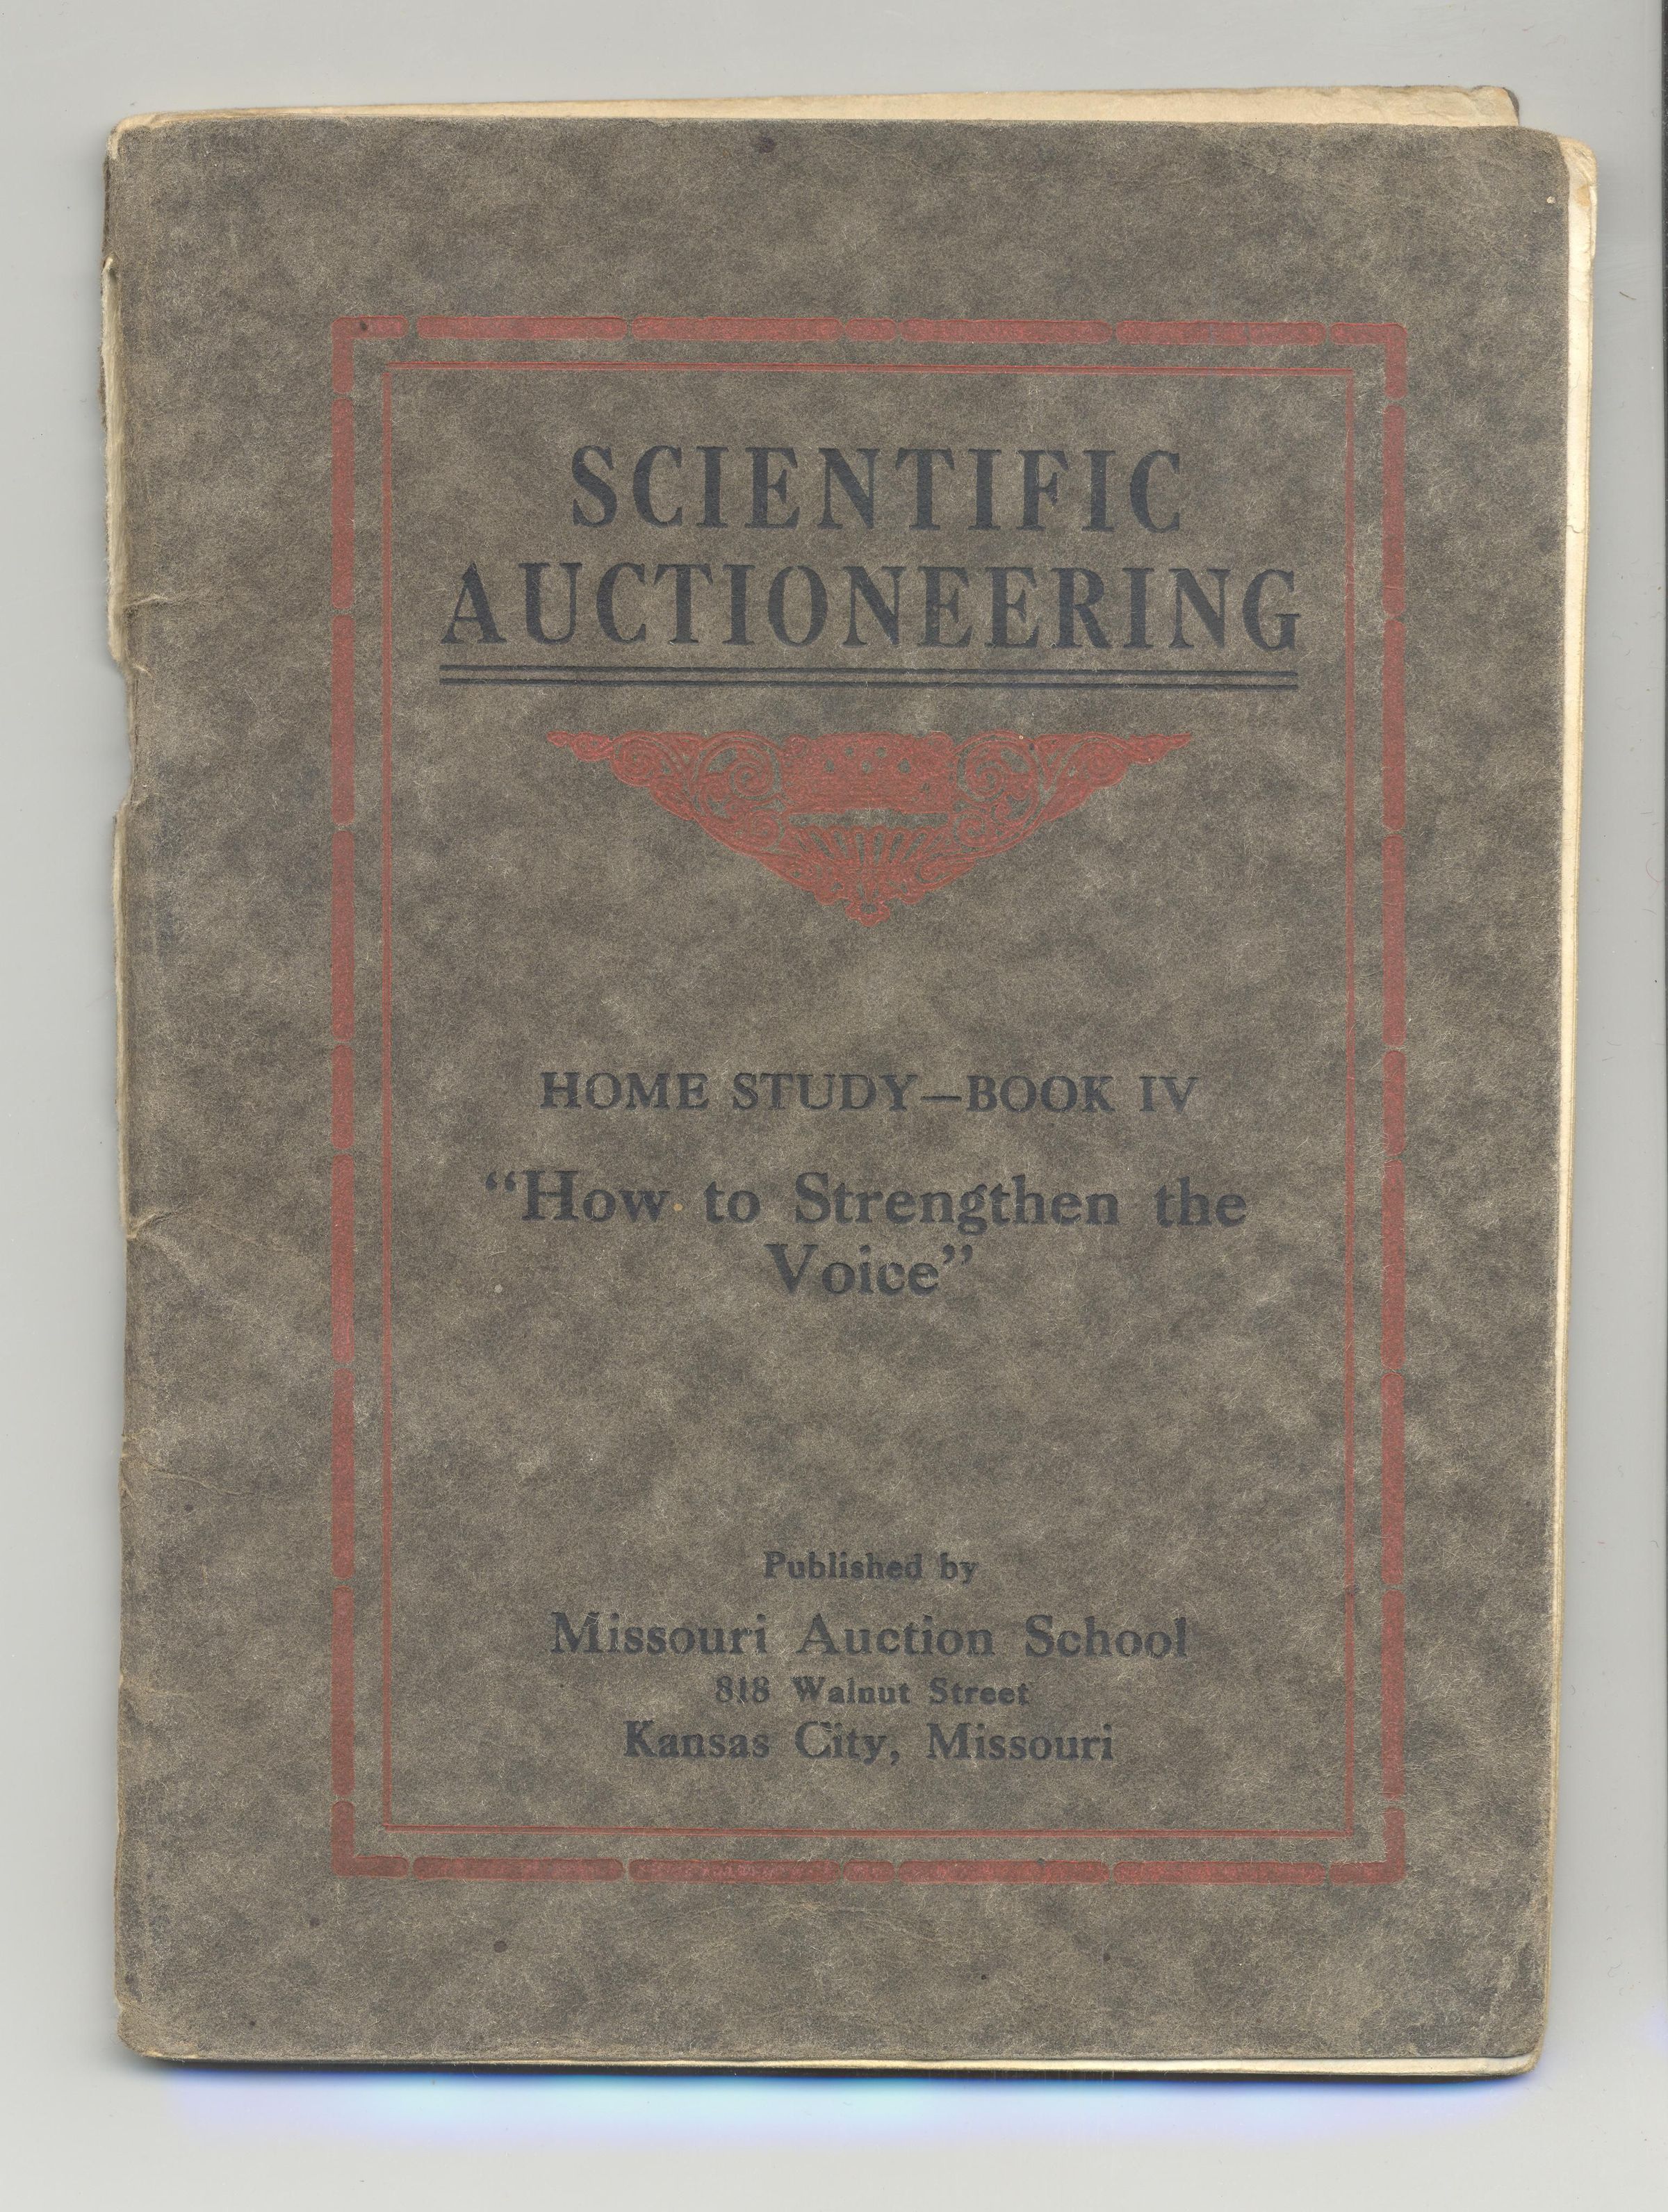 SCIENTIFIC
AUCTIONEERING
HOME STUDY—BOOK IV
“How to Strengthen the
Voice”
Published by
Missouri Auction School
818 Walnut Street
Kansas City, Missouri